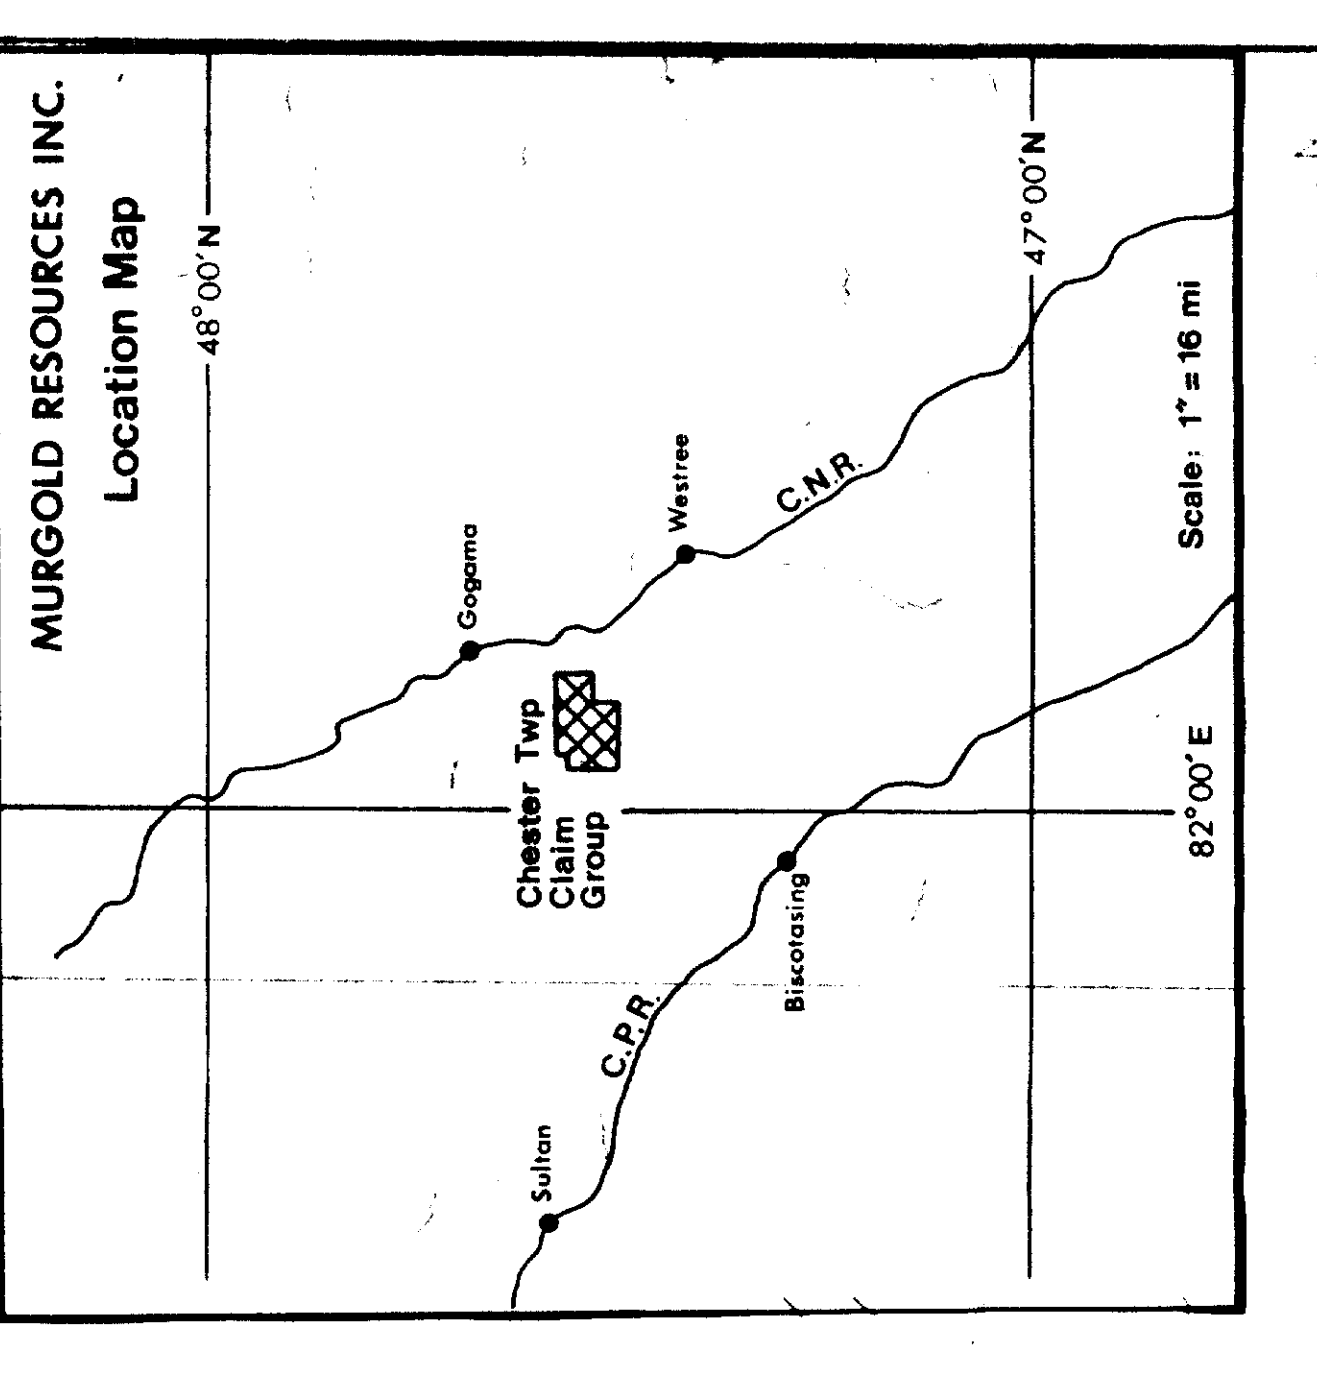 MURGOLD RESOURCES INC.
Location Map
48°00'N
Gogama
Westree
C.N.R.
47°00'N
Chester Twp
Claim
Group
Sultan
C.P.R.
Biscotasing
82°00'E
Scale: 1" = 16 mi